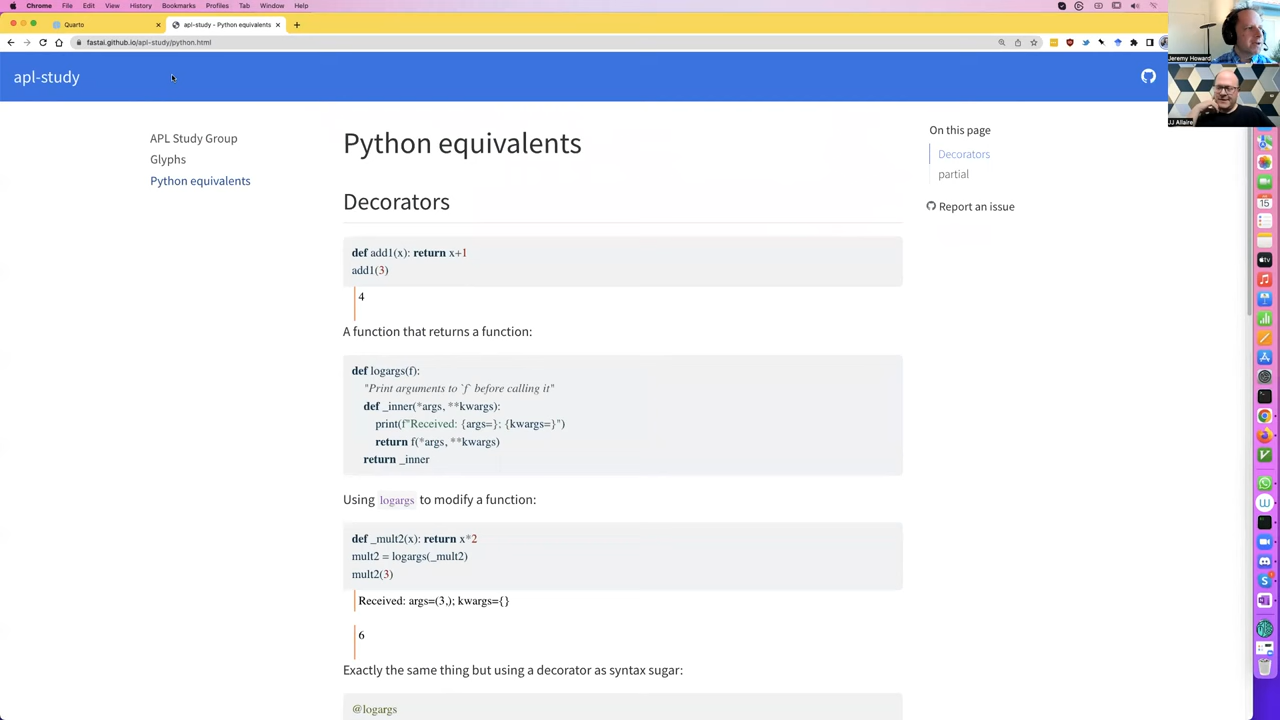 Chrome File Edit View History Bookmarks Profiles Tab Window Help
Quarto
apl-study - Python equivalents
fastai.github.io/apl-study/python.html
Jeremy Howard
JJ Allaire
apl-study
APL Study Group
Glyphs
Python equivalents
Python equivalents
Decorators
def add1(x): return x+1
add1(3)
4
A function that returns a function:
def logargs(f):
"Print arguments to `f` before calling it"
def _inner(*args, **kwargs):
print(f"Received: {args=}; {kwargs=}")
return f(*args, **kwargs)
return _inner
Using logargs to modify a function:
def _mult2(x): return x*2
mult2 = logargs(_mult2)
mult2(3)
Received: args=(3,); kwargs={}
6
Exactly the same thing but using a decorator as syntax sugar:
@logargs
On this page
Decorators
partial
Report an issue
15
tv